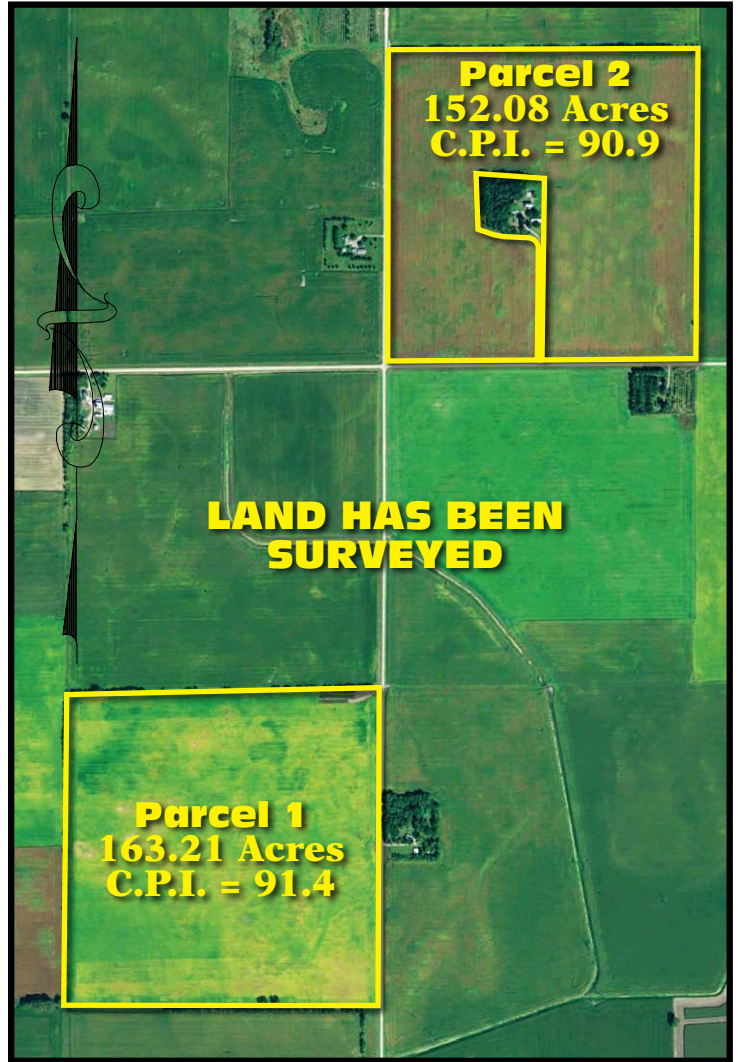 Parcel 2
152.08 Acres
C.P.I. = 90.9
LAND HAS BEEN
SURVEYED
Parcel 1
163.21 Acres
C.P.I. = 91.4